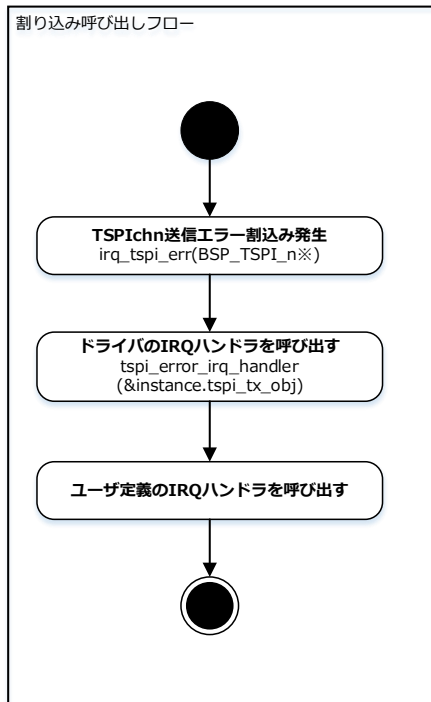 割り込み呼び出しフロー
TSPIchn送信エラー割込み発生
irq_tspi_err(BSP_TSPI_n※)
ドライバのIRQハンドラを呼び出す
tspi_error_irq_handler
(&instance.tspi_tx_obj)
ユーザ定義のIRQハンドラを呼び出す